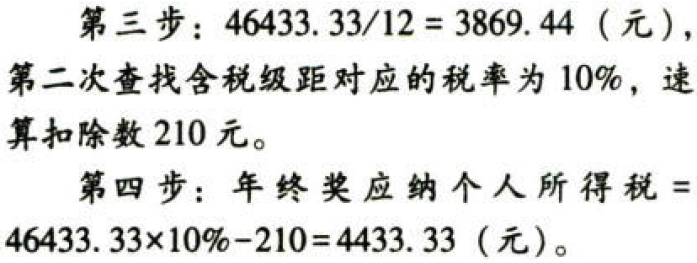 第三步：46433.33/12=3869.44（元），
第二次查找含税级距对应的税率为10%，速
算扣除数210元。
第四步：年终奖应纳个人所得税=
46433.33×10%-210=4433.33（元）。